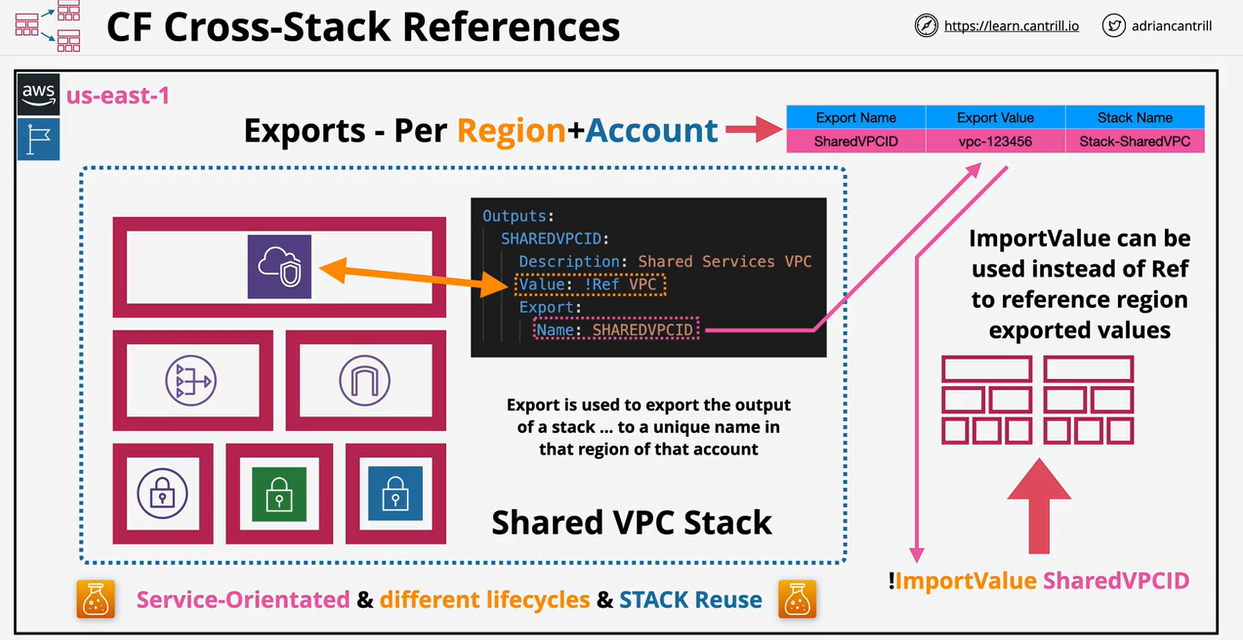 CF Cross-Stack References
https://learn.cantrill.io
adriancantrill
aws
us-east-1
Exports - Per Region+Account
Export Name Export Value Stack Name
SharedVPCID vpc-123456 Stack-SharedVPC
Outputs:
SHAREDVPCID:
Description: Shared Services VPC
Value: !Ref VPC
Export:
Name: SHAREDVPCID
Export is used to export the output
of a stack ... to a unique name in
that region of that account
Shared VPC Stack
ImportValue can be
used instead of Ref
to reference region
exported values
!ImportValue SharedVPCID
Service-Orientated & different lifecycles & STACK Reuse